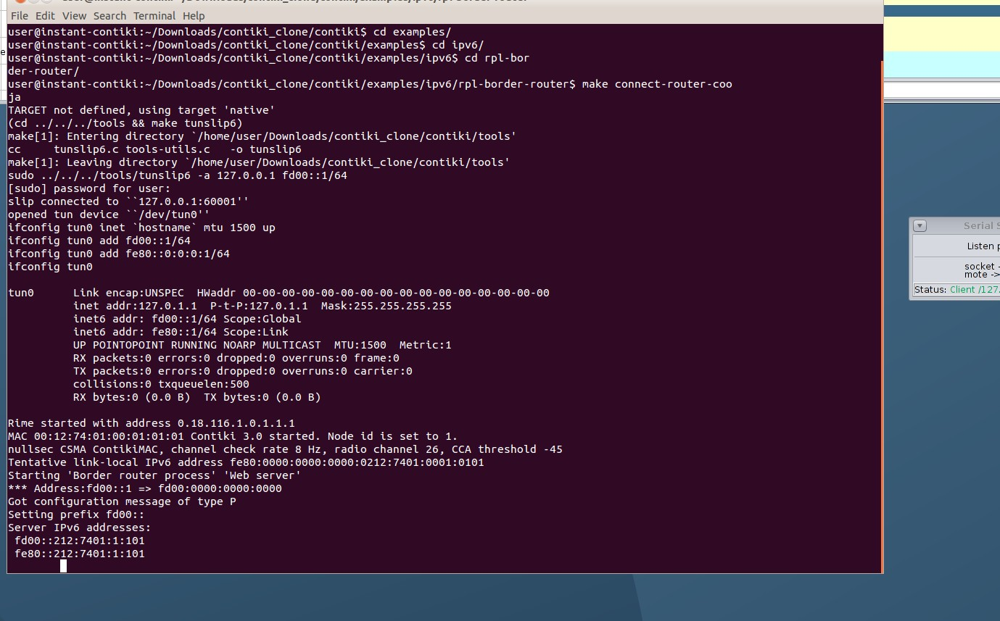 File Edit View Search Terminal Help
user@instant-contiki:~/Downloads/contiki_clone/contiki$ cd examples/
user@instant-contiki:~/Downloads/contiki_clone/contiki/examples$ cd ipv6/
user@instant-contiki:~/Downloads/contiki_clone/contiki/examples/ipv6$ cd rpl-bor
der-router/
user@instant-contiki:~/Downloads/contiki_clone/contiki/examples/ipv6/rpl-border-router$ make connect-router-coo
ja
TARGET not defined, using target 'native'
(cd ../../../tools && make tunslip6)
make[1]: Entering directory `/home/user/Downloads/contiki_clone/contiki/tools'
cc     tunslip6.c tools-utils.c   -o tunslip6
make[1]: Leaving directory `/home/user/Downloads/contiki_clone/contiki/tools'
sudo ../../../tools/tunslip6 -a 127.0.0.1 fd00::1/64
[sudo] password for user:
slip connected to ``127.0.0.1:60001''
opened tun device ``/dev/tun0''
ifconfig tun0 inet `hostname` mtu 1500 up
ifconfig tun0 add fd00::1/64
ifconfig tun0 add fe80::0:0:0:1/64
ifconfig tun0
tun0      Link encap:UNSPEC  HWaddr 00-00-00-00-00-00-00-00-00-00-00-00-00-00-00-00
          inet addr:127.0.1.1  P-t-P:127.0.1.1  Mask:255.255.255.255
          inet6 addr: fd00::1/64 Scope:Global
          inet6 addr: fe80::1/64 Scope:Link
          UP POINTOPOINT RUNNING NOARP MULTICAST  MTU:1500  Metric:1
          RX packets:0 errors:0 dropped:0 overruns:0 frame:0
          TX packets:0 errors:0 dropped:0 overruns:0 carrier:0
          collisions:0 txqueuelen:500
          RX bytes:0 (0.0 B)  TX bytes:0 (0.0 B)
Rime started with address 0.18.116.1.0.1.1.1
MAC 00:12:74:01:00:01:01:01 Contiki 3.0 started. Node id is set to 1.
nullsec CSMA ContikiMAC, channel check rate 8 Hz, radio channel 26, CCA threshold -45
Tentative link-local IPv6 address fe80:0000:0000:0000:0212:7401:0001:0101
Starting 'Border router process' 'Web server'
*** Address:fd00::1 => fd00:0000:0000:0000
Got configuration message of type P
Setting prefix fd00::
Server IPv6 addresses:
 fd00::212:7401:1:101
 fe80::212:7401:1:101
Serial S
Listen p
socket -
mote ->
Status: Client /127.